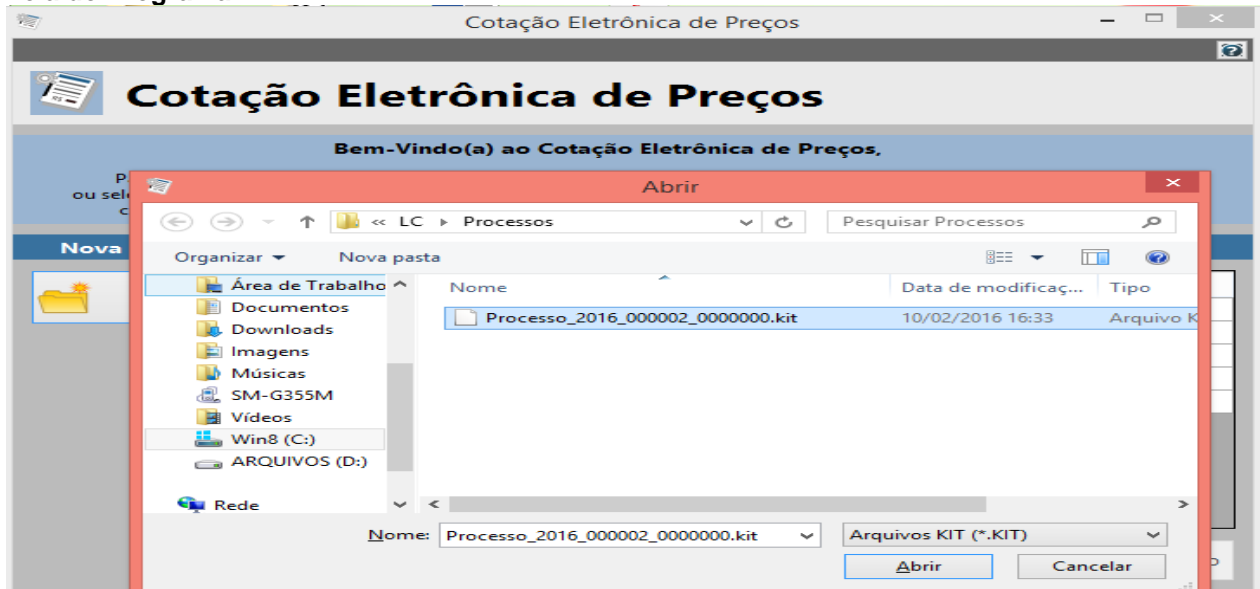 Cotação Eletrônica de Preços
Cotação Eletrônica de Preços
Bem-Vindo(a) ao Cotação Eletrônica de Preços,
ou sel
Abrir
« LC Processos
Pesquisar Processos
Nova
Organizar
Nova pasta
Área de Trabalho
Documentos
Downloads
Imagens
Músicas
SM-G355M
Vídeos
Win8 (C:)
ARQUIVOS (D:)
Rede
Nome
Data de modificaç...
Tipo
Processo_2016_000002_0000000.kit
10/02/2016 16:33
Arquivo K
Nome: Processo_2016_000002_0000000.kit
Arquivos KIT (*.KIT)
Abrir
Cancelar